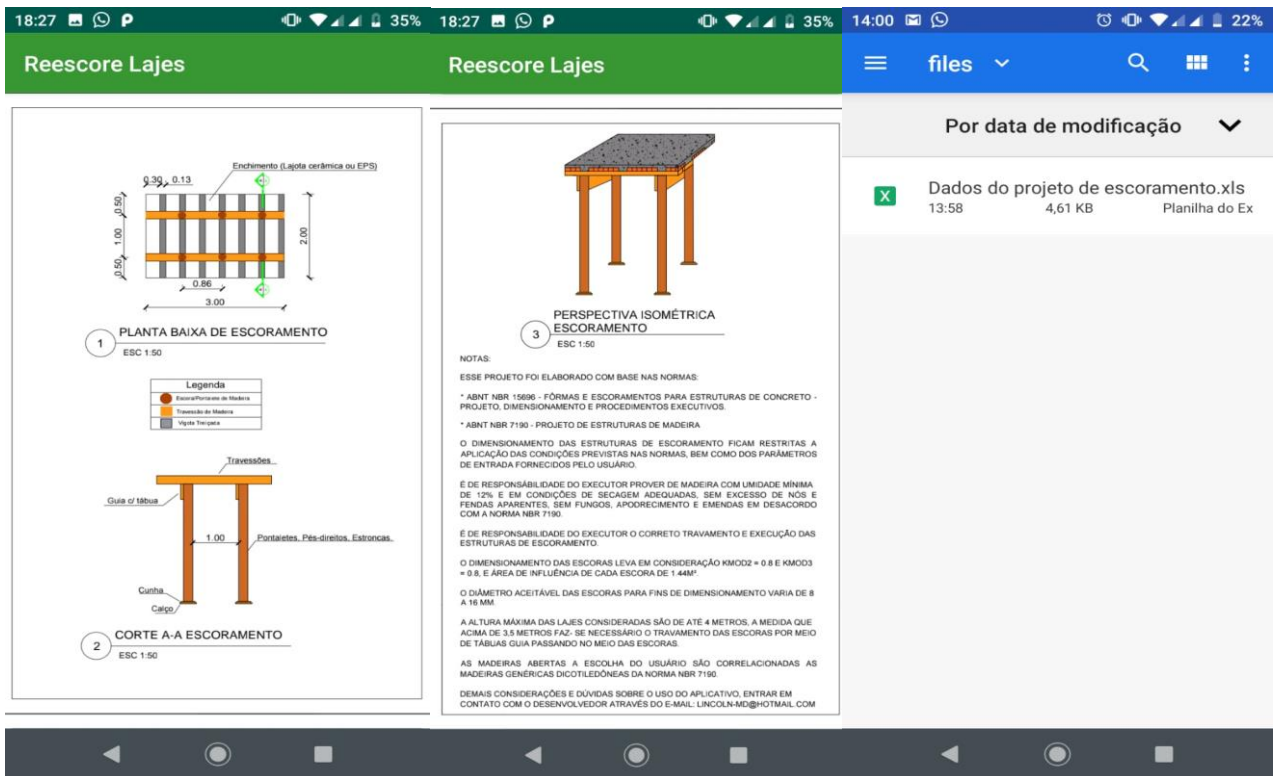 18:27 35%
Reescore Lajes
Enchimento (Lajota cerâmica ou EPS)
0.30 0.13
0.50
1.00
0.50
2.00
0.86
3.00
1 PLANTA BAIXA DE ESCORAMENTO
ESC 1:50
Legenda
Escora/Pontalete de Madeira
Travessão de Madeira
Vigota Treliçada
Travessões
Guia c/ tábua
1.00
Pontaletes, Pés-direitos, Estroncas.
Cunha
Calço
2 CORTE A-A ESCORAMENTO
ESC 1:50
18:27 35%
Reescore Lajes
3 PERSPECTIVA ISOMÉTRICA
ESCORAMENTO
ESC 1:50
NOTAS:
ESSE PROJETO FOI ELABORADO COM BASE NAS NORMAS:
* ABNT NBR 15696 - FÔRMAS E ESCORAMENTOS PARA ESTRUTURAS DE CONCRETO -
PROJETO, DIMENSIONAMENTO E PROCEDIMENTOS EXECUTIVOS.
* ABNT NBR 7190 - PROJETO DE ESTRUTURAS DE MADEIRA
O DIMENSIONAMENTO DAS ESTRUTURAS DE ESCORAMENTO FICAM RESTRITAS A
APLICAÇÃO DAS CONDIÇÕES PREVISTAS NAS NORMAS, BEM COMO DOS PARÂMETROS
DE ENTRADA FORNECIDOS PELO USUÁRIO.
É DE RESPONSÁBILIDADE DO EXECUTOR PROVER DE MADEIRA COM UMIDADE MÍNIMA
DE 12% E EM CONDIÇÕES DE SECAGEM ADEQUADAS, SEM EXCESSO DE NÓS E
FENDAS APARENTES, SEM FUNGOS, APODRECIMENTO E EMENDAS EM DESACORDO
COM A NORMA NBR 7190.
É DE RESPONSABILIDADE DO EXECUTOR O CORRETO TRAVAMENTO E EXECUÇÃO DAS
ESTRUTURAS DE ESCORAMENTO.
O DIMENSIONAMENTO DAS ESCORAS LEVA EM CONSIDERAÇÃO KMOD2 = 0.8 E KMOD3
= 0.8, E ÁREA DE INFLUÊNCIA DE CADA ESCORA DE 1.44M².
O DIÂMETRO ACEITÁVEL DAS ESCORAS PARA FINS DE DIMENSIONAMENTO VARIA DE 8
A 16 MM.
A ALTURA MÁXIMA DAS LAJES CONSIDERADAS SÃO DE ATÉ 4 METROS, A MEDIDA QUE
ACIMA DE 3,5 METROS FAZ- SE NECESSÁRIO O TRAVAMENTO DAS ESCORAS POR MEIO
DE TÁBUAS GUIA PASSANDO NO MEIO DAS ESCORAS.
AS MADEIRAS ABERTAS A ESCOLHA DO USUÁRIO SÃO CORRELACIONADAS AS
MADEIRAS GENÉRICAS DICOTILEDÔNEAS DA NORMA NBR 7190.
DEMAIS CONSIDERAÇÕES E DÚVIDAS SOBRE O USO DO APLICATIVO, ENTRAR EM
CONTATO COM O DESENVOLVEDOR ATRAVÉS DO E-MAIL: LINCOLN-MD@HOTMAIL.COM
14:00 22%
files
Por data de modificação
Dados do projeto de escoramento.xls
13:58 4,61 KB Planilha do Ex